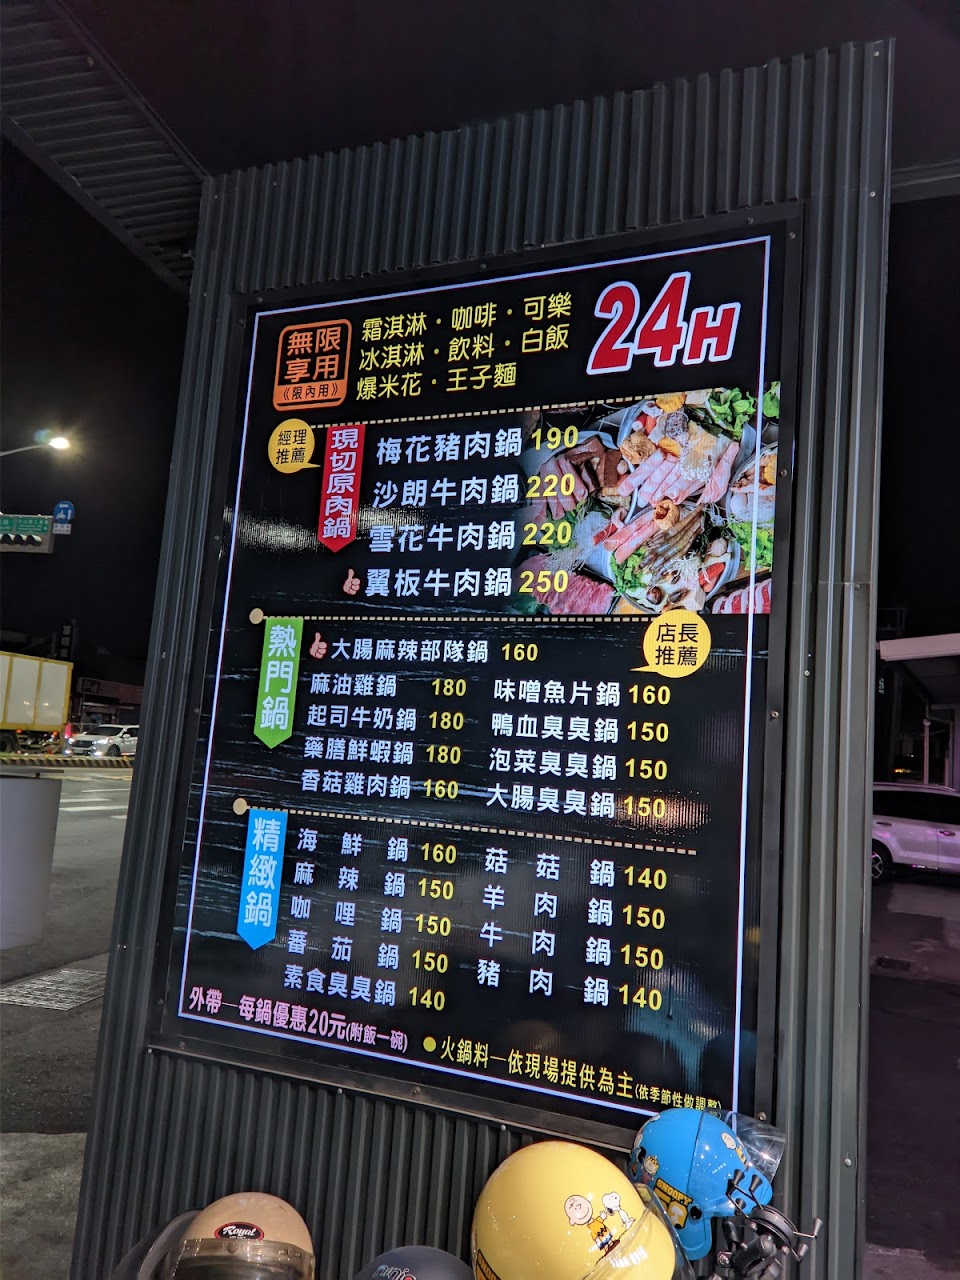 無限
享用
《限內用》
霜淇淋・咖啡・可樂
冰淇淋・飲料・白飯
爆米花・王子麵
24H
經理
推薦
現切原肉鍋
梅花豬肉鍋 190
沙朗牛肉鍋 220
雪花牛肉鍋 220
翼板牛肉鍋 250
店長
推薦
熱門鍋
大腸麻辣部隊鍋 160
麻油雞鍋 180
起司牛奶鍋 180
藥膳鮮蝦鍋 180
香菇雞肉鍋 160
味噌魚片鍋 160
鴨血臭臭鍋 150
泡菜臭臭鍋 150
大腸臭臭鍋 150
精緻鍋
海鮮鍋 160
麻辣鍋 150
咖哩鍋 150
蕃茄鍋 150
素食臭臭鍋 140
菇菇鍋 140
羊肉鍋 150
牛肉鍋 150
豬肉鍋 140
外帶一每鍋優惠20元(附飯一碗)
●火鍋料—依現場提供為主(依季節性做調整)
Royal
SNOOPY